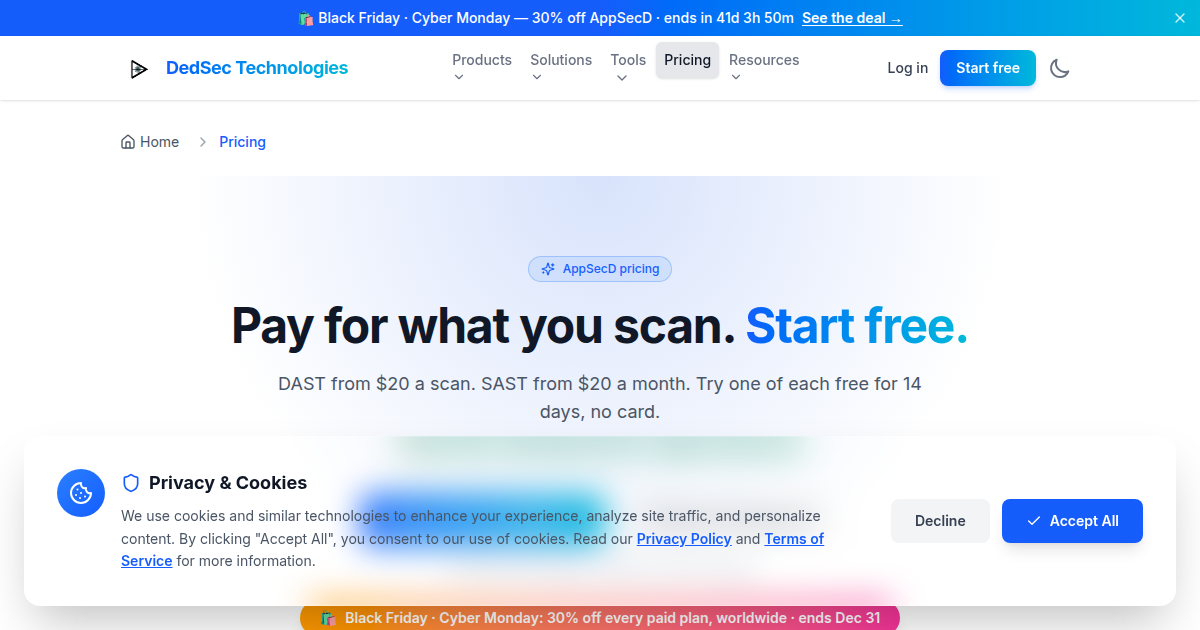 🛍️ Black Friday · Cyber Monday — 30% off AppSecD · ends in 41d 3h 50m See the deal →
DedSec Technologies
Products Solutions Tools Pricing Resources
Log in Start free
Home Pricing
AppSecD pricing
Pay for what you scan. Start free.
DAST from $20 a scan. SAST from $20 a month. Try one of each free for 14
days, no card.
Privacy & Cookies
We use cookies and similar technologies to enhance your experience, analyze site traffic, and personalize
content. By clicking "Accept All", you consent to our use of cookies. Read our Privacy Policy and Terms of
Service for more information.
Decline Accept All
🛍️ Black Friday · Cyber Monday: 30% off every paid plan, worldwide · ends Dec 31